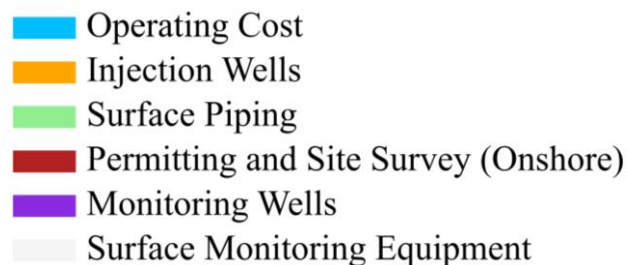 Operating Cost
Injection Wells
Surface Piping
Permitting and Site Survey (Onshore)
Monitoring Wells
Surface Monitoring Equipment